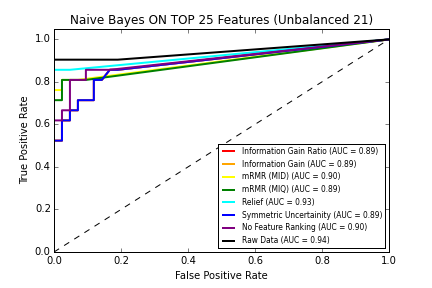 Naive Bayes ON TOP 25 Features (Unbalanced 21)
True Positive Rate
1.0
0.8
0.6
0.4
0.2
0.0
Information Gain Ratio (AUC = 0.89)
Information Gain (AUC = 0.89)
mRMR (MID) (AUC = 0.90)
mRMR (MIQ) (AUC = 0.89)
Relief (AUC = 0.93)
Symmetric Uncertainity (AUC = 0.89)
No Feature Ranking (AUC = 0.90)
Raw Data (AUC = 0.94)
0.0 0.2 0.4 0.6 0.8 1.0
False Positive Rate